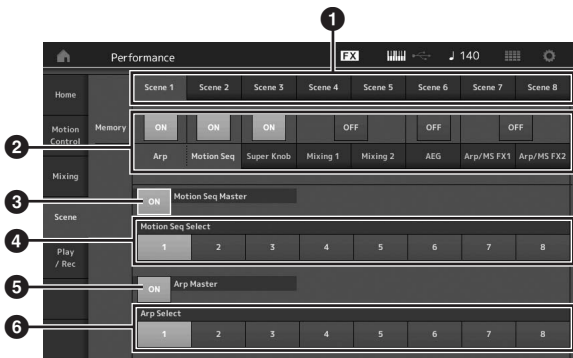 1
Performance FX 140
Home
Scene 1 Scene 2 Scene 3 Scene 4 Scene 5 Scene 6 Scene 7 Scene 8
Motion Control
Memory
2
ON ON ON OFF OFF OFF
Arp Motion Seq Super Knob Mixing 1 Mixing 2 AEG Arp/MS FX1 Arp/MS FX2
Mixing
3
ON Motion Seq Master
Scene
4
Motion Seq Select
1 2 3 4 5 6 7 8
Play / Rec
5
ON Arp Master
6
Arp Select
1 2 3 4 5 6 7 8